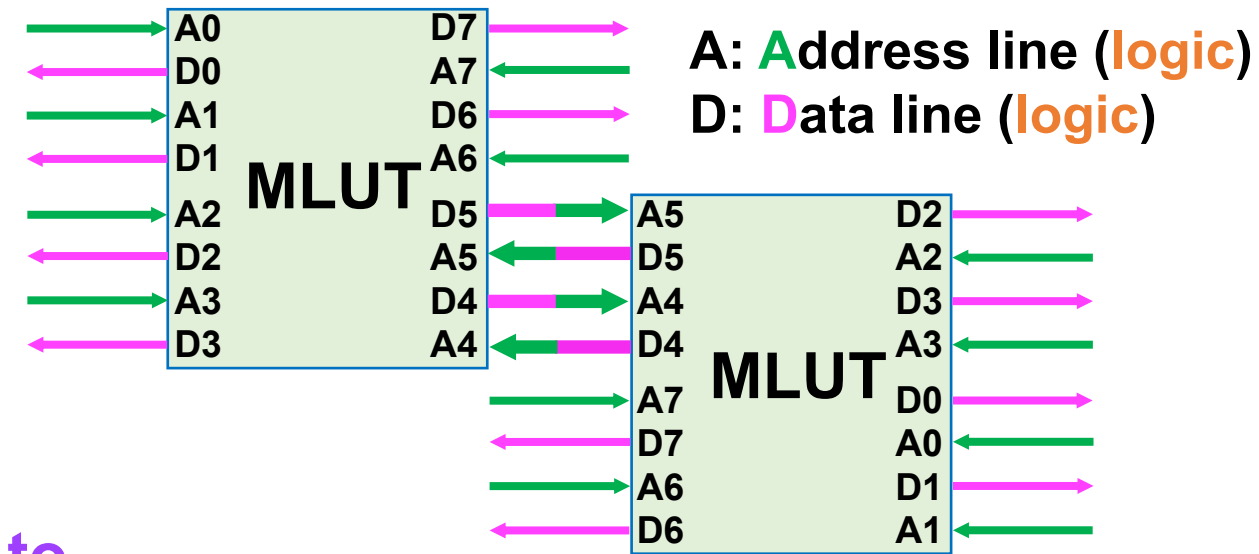 A: Address line (logic)
D: Data line (logic)
A0 D7
D0 A7
A1 D6
D1 A6
MLUT
A2 D5
D2 A5
A3 D4
D3 A4
A5 D2
D5 A2
A4 D3
D4 A3
MLUT
A7 D0
D7 A0
A6 D1
D6 A1